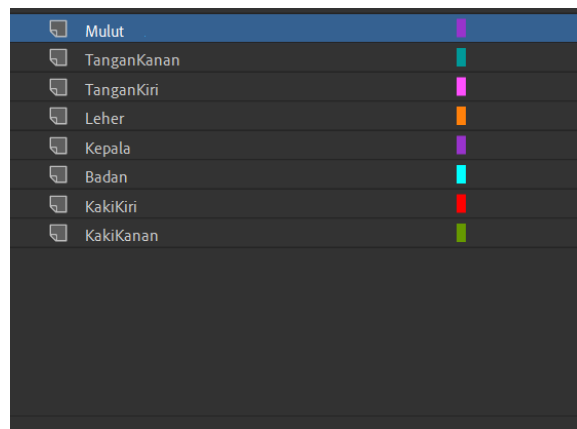 Mulut
TanganKanan
TanganKiri
Leher
Kepala
Badan
KakiKiri
KakiKanan